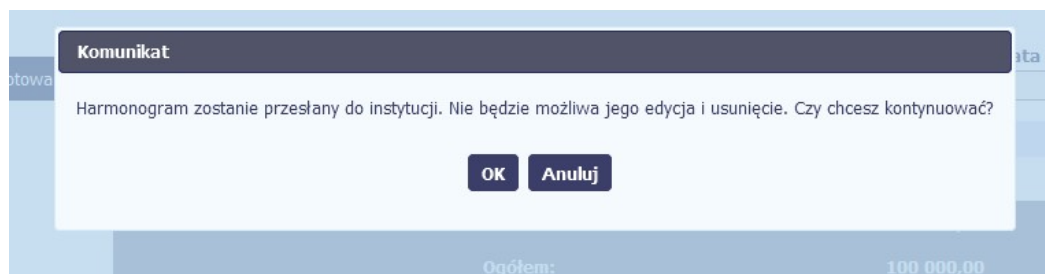 Komunikat
Harmonogram zostanie przesłany do instytucji. Nie będzie możliwa jego edycja i usunięcie. Czy chcesz kontynuować?
OK Anuluj
Ogółem: 100 000,00